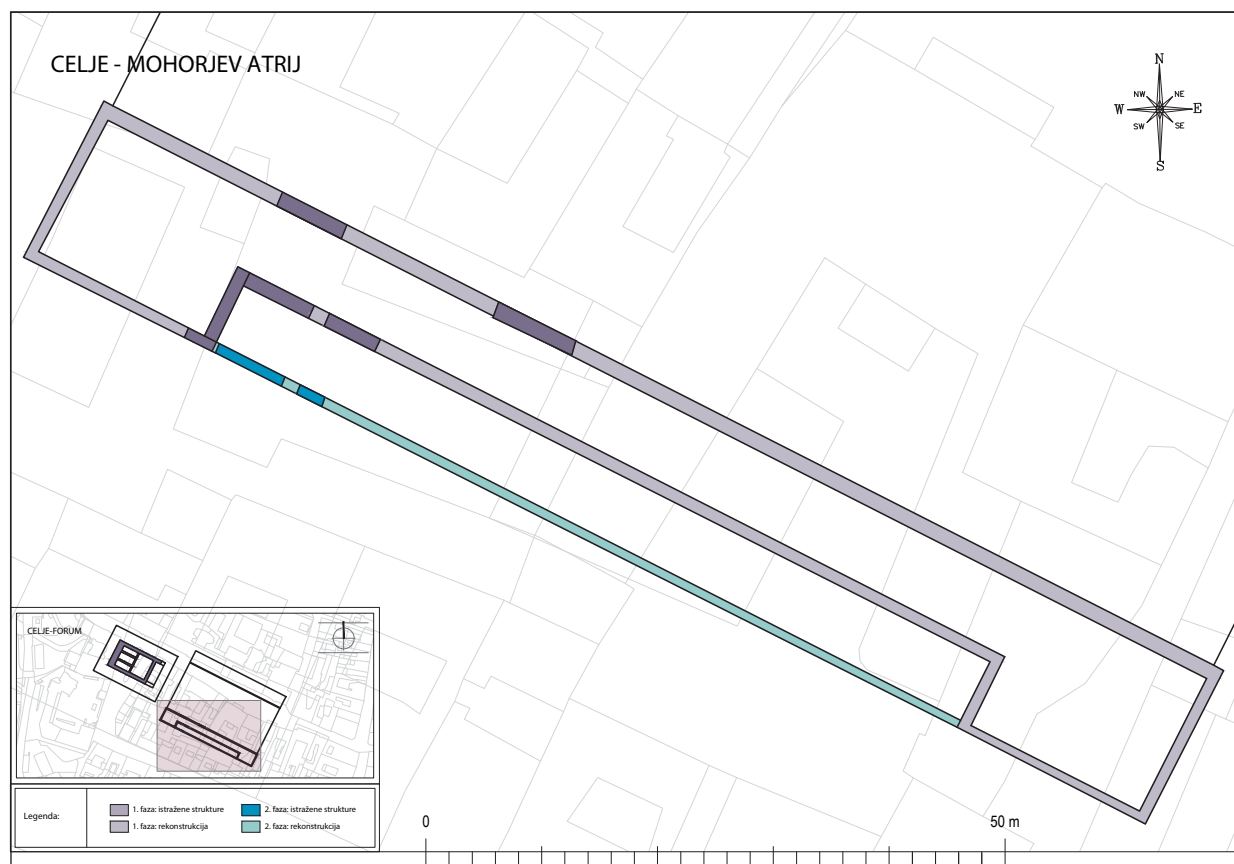 CELJE - MOHORJEV ATRIJ
N
NW NE
W E
SW SE
S
CELJE-FORUM
Legenda:
1. faza: istražene strukture
2. faza: istražene strukture
1. faza: rekonstrukcija
2. faza: rekonstrukcija
0 50 m